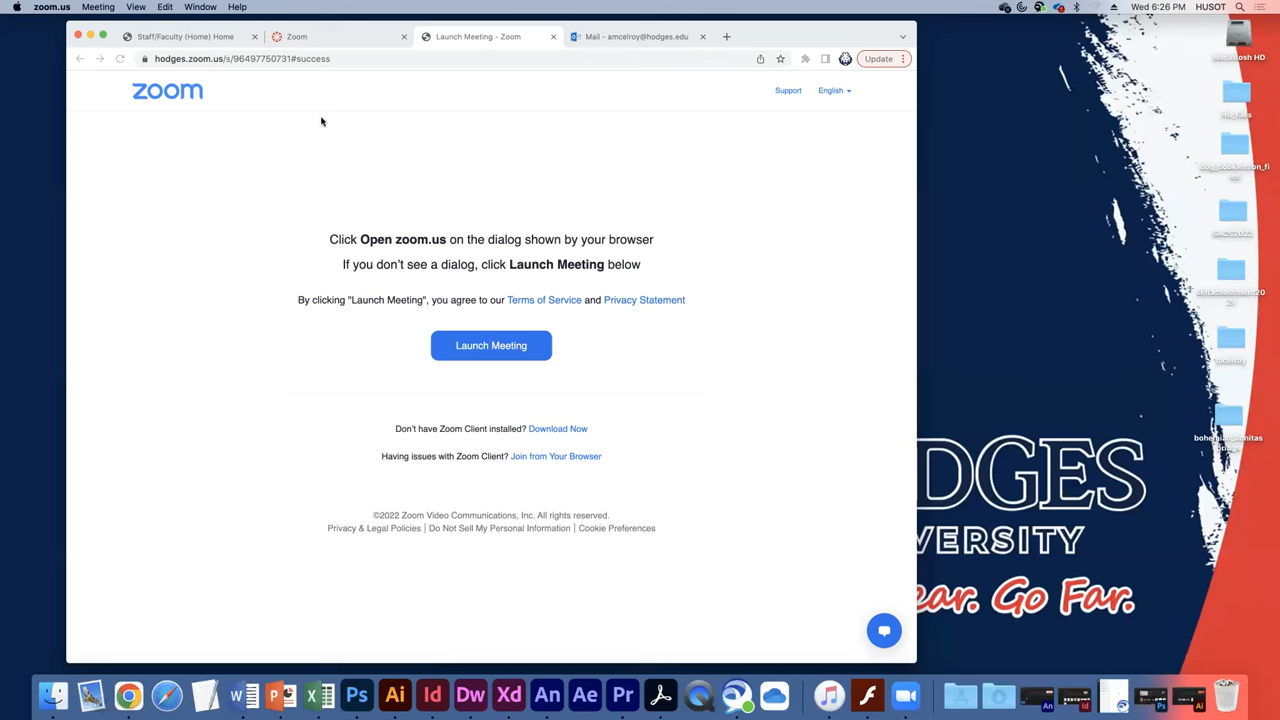 zoom.us Meeting View Edit Window Help
Wed 6:26 PM HUSOT
Staff/Faculty (Home) Home
Zoom
Launch Meeting - Zoom
Mail - amcelroy@hodges.edu
hodges.zoom.us/s/96497750731#success
Update
zoom
Support
English
Click Open zoom.us on the dialog shown by your browser
If you don't see a dialog, click Launch Meeting below
By clicking "Launch Meeting", you agree to our Terms of Service and Privacy Statement
Launch Meeting
Don't have Zoom Client installed? Download Now
Having issues with Zoom Client? Join from Your Browser
©2022 Zoom Video Communications, Inc. All rights reserved.
Privacy & Legal Policies | Do Not Sell My Personal Information | Cookie Preferences
Macintosh HD
SACS2022
mcelroy
DGES
VERSITY
ear. Go Far.
W P X Ps Ai Id Dw Xd An Ae Pr
An Id Ps Ai